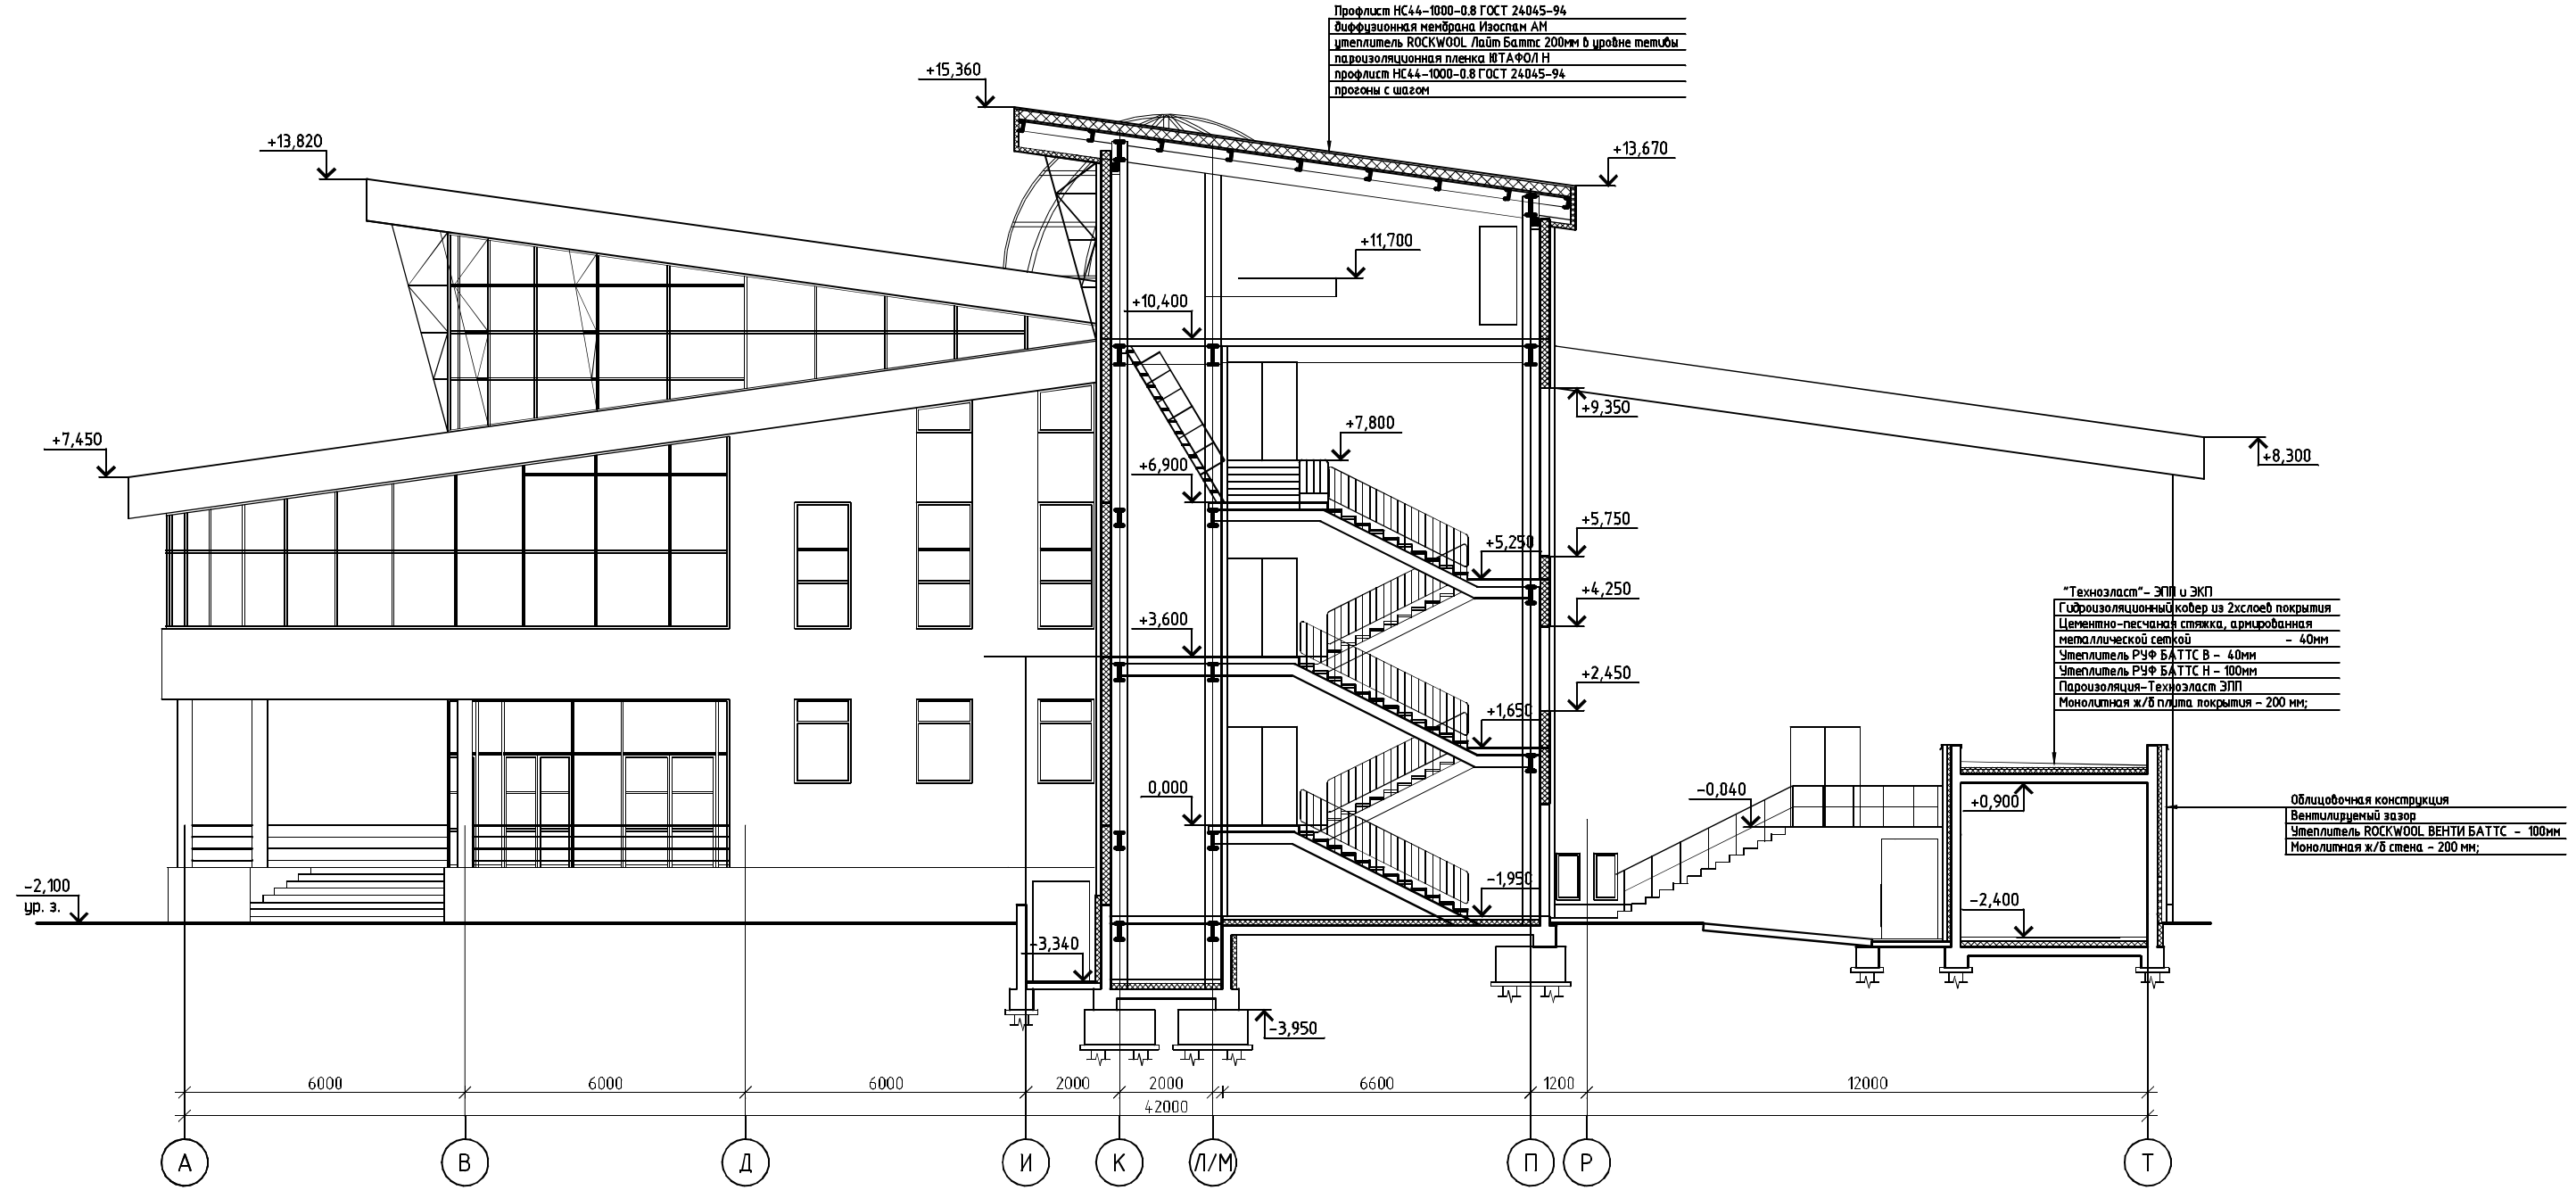 Профлист НС44-1000-0.8 ГОСТ 24045-94
диффузионная мембрана Изоспан АМ
утеплитель ROCKWOOL Лайт Баттс 200мм в уровне тетивы
пароизоляционная пленка ЮТАФОЛ Н
профлист НС44-1000-0.8 ГОСТ 24045-94
прогоны с шагом
+15,360
+13,820
+13,670
+11,700
+10,400
+9,350
+7,800
+7,450
+8,300
+6,900
+5,750
+5,250
+4,250
+3,600
+2,450
+1,650
"Техноэласт"- ЭПП и ЭКП
Гидроизоляционный ковер из 2хслоев покрытия
Цементно-песчаная стяжка, армированная
металлической сеткой - 40мм
Утеплитель РУФ БАТТС В - 40мм
Утеплитель РУФ БАТТС Н - 100мм
Пароизоляция-Техноэласт ЭПП
Монолитная ж/б плита покрытия - 200 мм;
0,000
-0,040
+0,900
Облицовочная конструкция
Вентилируемый зазор
Утеплитель ROCKWOOL ВЕНТИ БАТТС - 100мм
Монолитная ж/б стена - 200 мм;
-2,100
ур. з.
-1,950
-2,400
-3,340
-3,950
6000 6000 6000 2000 2000 6600 1200 12000
42000
А В Д И К Л/М П Р Т